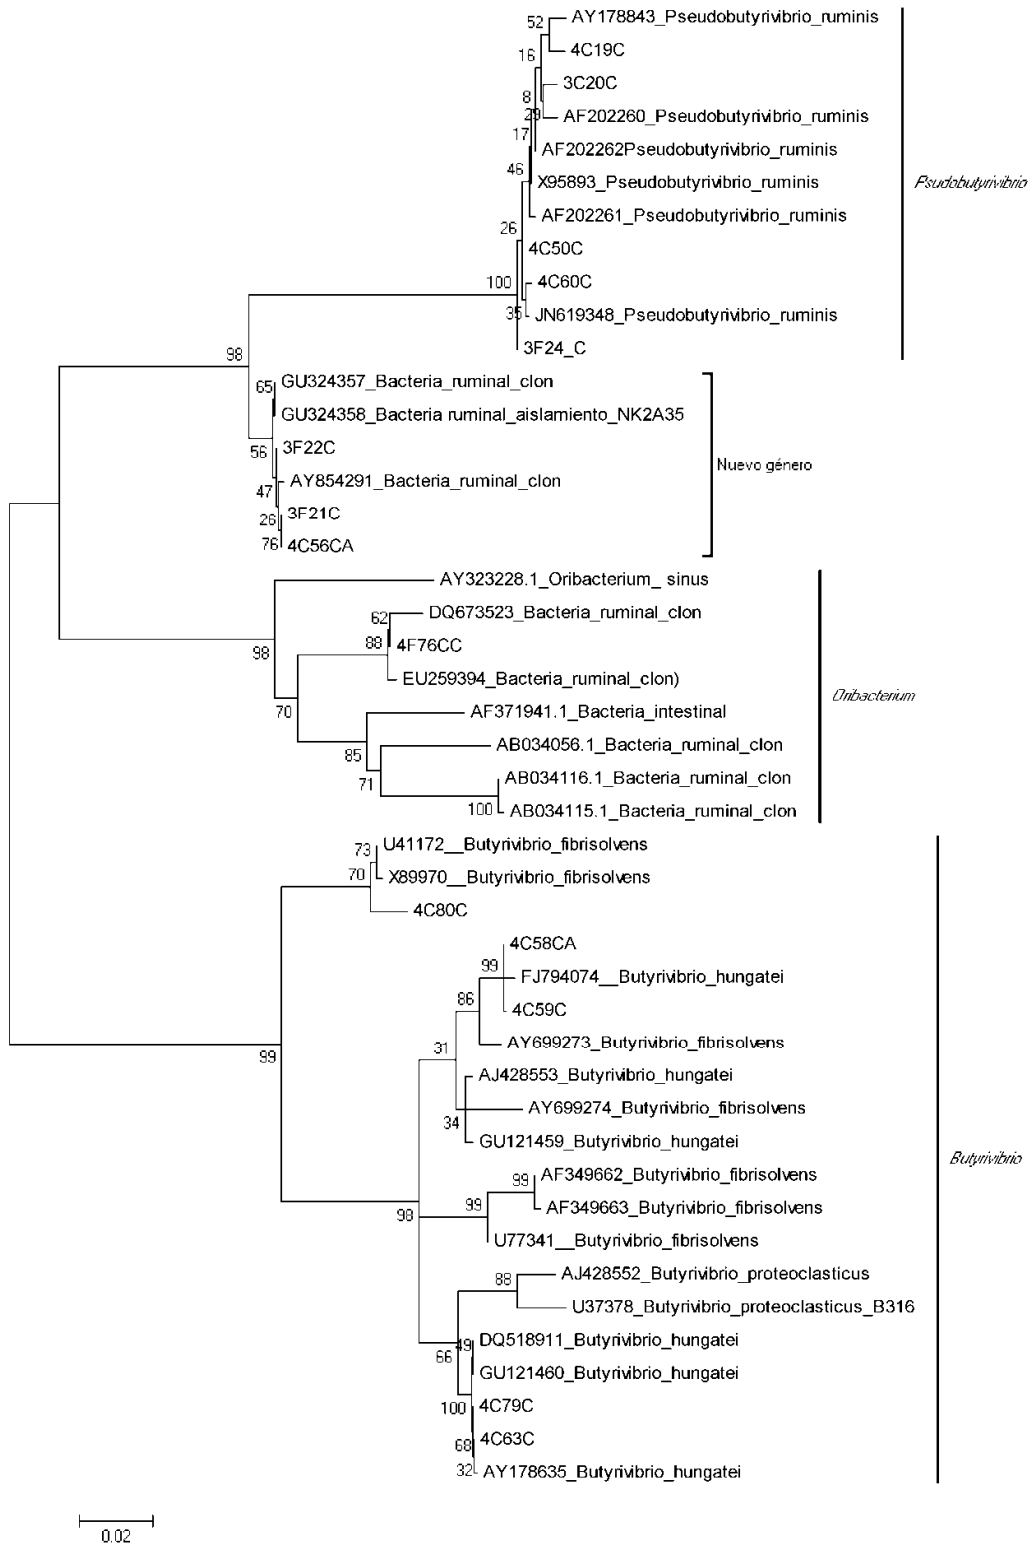 52
AY178843_Pseudobutyrivibrio_ruminis
4C19C
16
3C20C
8
29
AF202260_Pseudobutyrivibrio_ruminis
17
AF202262Pseudobutyrivibrio_ruminis
46
X95893_Pseudobutyrivibrio_ruminis
Psudobutyrivibrio
AF202261_Pseudobutyrivibrio_ruminis
26
4C50C
100
4C60C
35
JN619348_Pseudobutyrivibrio_ruminis
3F24_C
98
65
GU324357_Bacteria_ruminal_clon
GU324358_Bacteria ruminal_aislamiento_NK2A35
56
3F22C
Nuevo género
47
AY854291_Bacteria_ruminal_clon
26
3F21C
76
4C56CA
AY323228.1_Oribacterium_ sinus
62
DQ673523_Bacteria_ruminal_clon
88
4F76CC
98
EU259394_Bacteria_ruminal_clon)
Oribacterium
70
AF371941.1_Bacteria_intestinal
85
AB034056.1_Bacteria_ruminal_clon
71
AB034116.1_Bacteria_ruminal_clon
100
AB034115.1_Bacteria_ruminal_clon
73
U41172__Butyrivibrio_fibrisolvens
70
X89970__Butyrivibrio_fibrisolvens
4C80C
4C58CA
99
FJ794074__Butyrivibrio_hungatei
86
4C59C
99
31
AY699273_Butyrivibrio_fibrisolvens
AJ428553_Butyrivibrio_hungatei
AY699274_Butyrivibrio_fibrisolvens
34
GU121459_Butyrivibrio_hungatei
Butyrivibrio
99
AF349662_Butyrivibrio_fibrisolvens
99
AF349663_Butyrivibrio_fibrisolvens
98
U77341__Butyrivibrio_fibrisolvens
88
AJ428552_Butyrivibrio_proteoclasticus
U37378_Butyrivibrio_proteoclasticus_B316
49
DQ518911_Butyrivibrio_hungatei
66
GU121460_Butyrivibrio_hungatei
100
4C79C
68
4C63C
32
AY178635_Butyrivibrio_hungatei
0.02